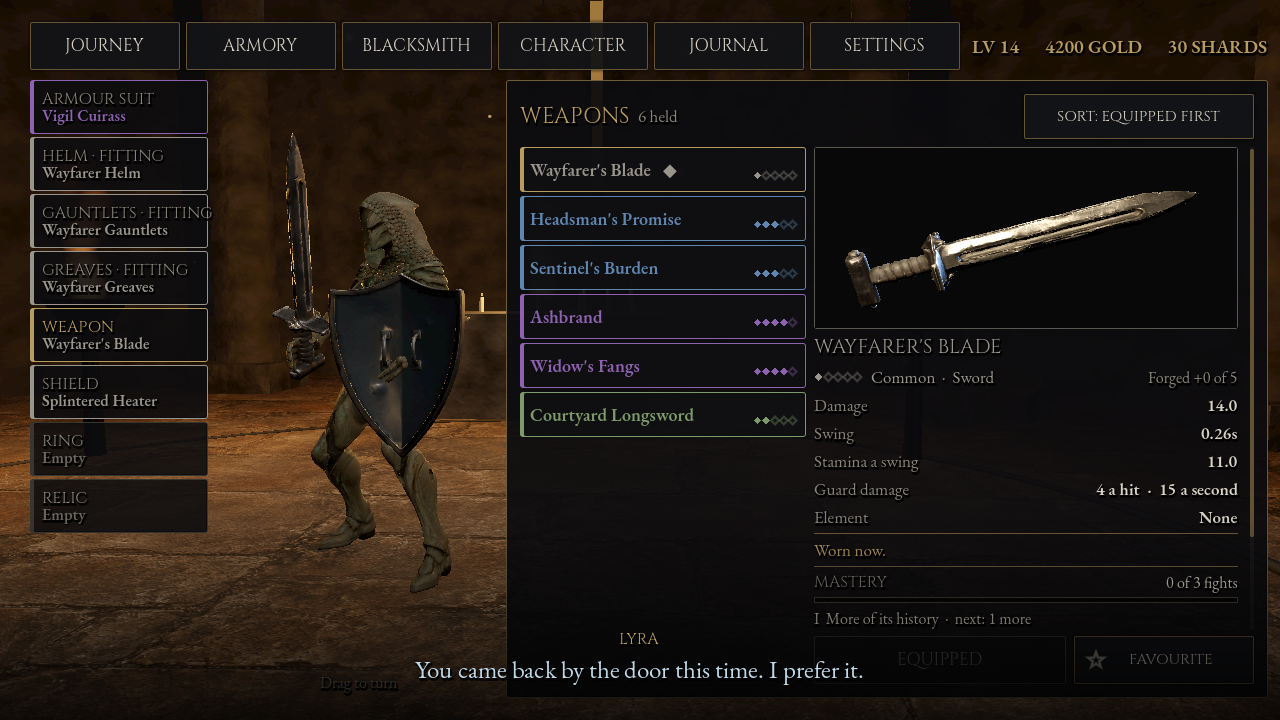 JOURNEY
ARMORY
BLACKSMITH
CHARACTER
JOURNAL
SETTINGS
LV 14 4200 GOLD 30 SHARDS
ARMOUR SUIT
Vigil Cuirass
HELM · FITTING
Wayfarer Helm
GAUNTLETS · FITTING
Wayfarer Gauntlets
GREAVES · FITTING
Wayfarer Greaves
WEAPON
Wayfarer's Blade
SHIELD
Splintered Heater
RING
Empty
RELIC
Empty
Drag to turn
WEAPONS 6 held
SORT: EQUIPPED FIRST
Wayfarer's Blade
Headsman's Promise
Sentinel's Burden
Ashbrand
Widow's Fangs
Courtyard Longsword
WAYFARER'S BLADE
Common · Sword Forged +0 of 5
Damage 14.0
Swing 0.26s
Stamina a swing 11.0
Guard damage 4 a hit · 15 a second
Element None
Worn now.
MASTERY 0 of 3 fights
I More of its history · next: 1 more
EQUIPPED
FAVOURITE
LYRA
You came back by the door this time. I prefer it.